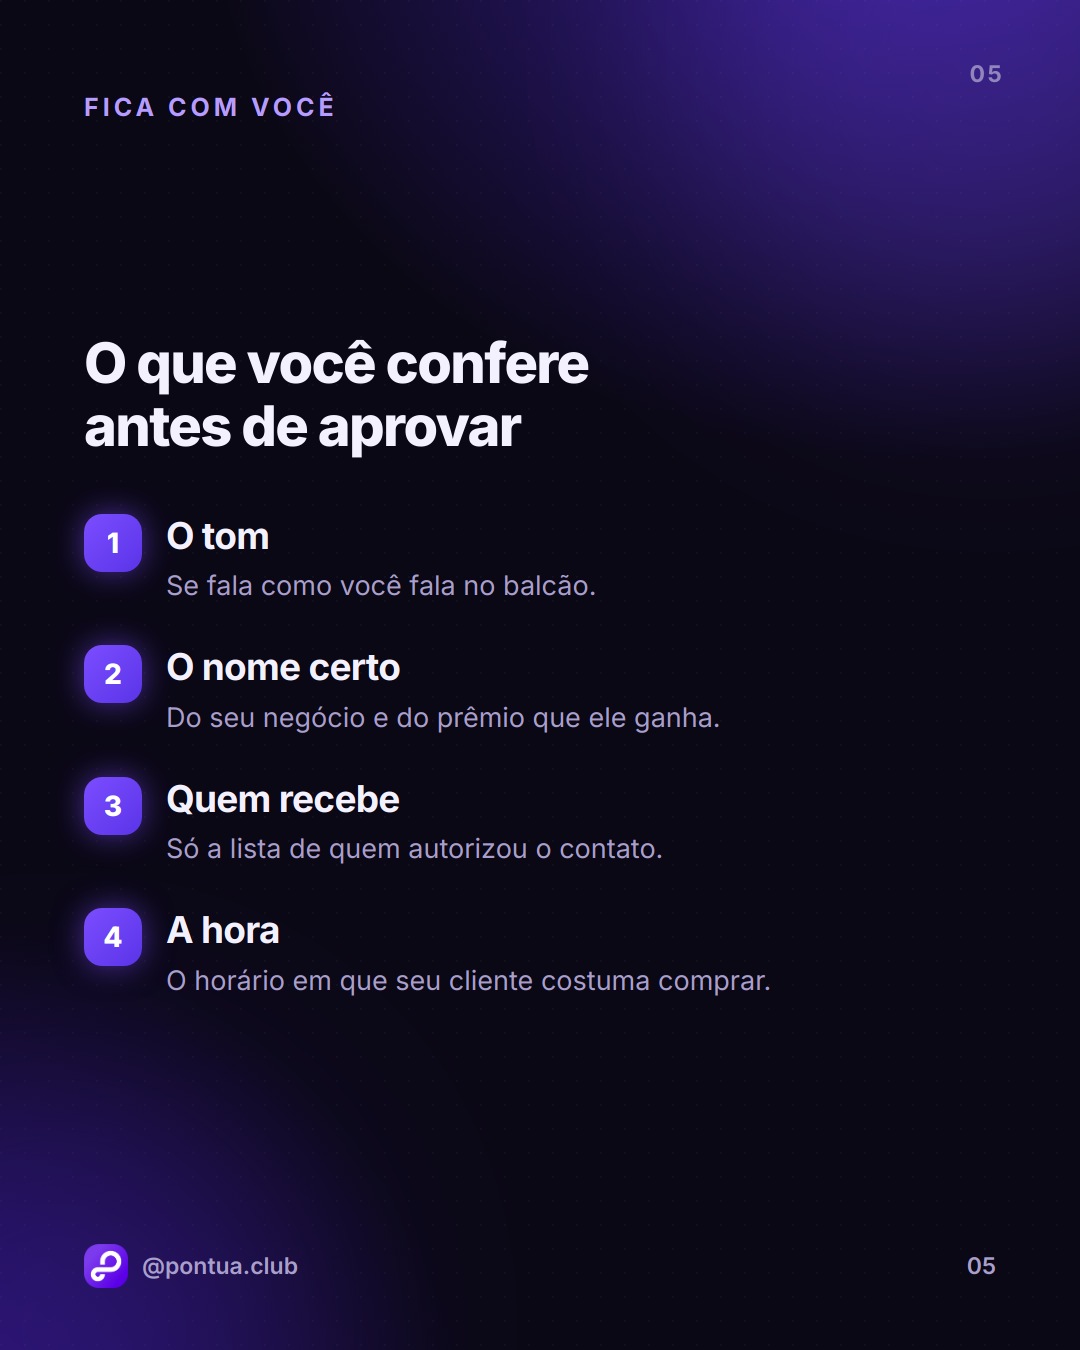 05
FICA COM VOCÊ
O que você confere
antes de aprovar
1
O tom
Se fala como você fala no balcão.
2
O nome certo
Do seu negócio e do prêmio que ele ganha.
3
Quem recebe
Só a lista de quem autorizou o contato.
4
A hora
O horário em que seu cliente costuma comprar.
@pontua.club
05